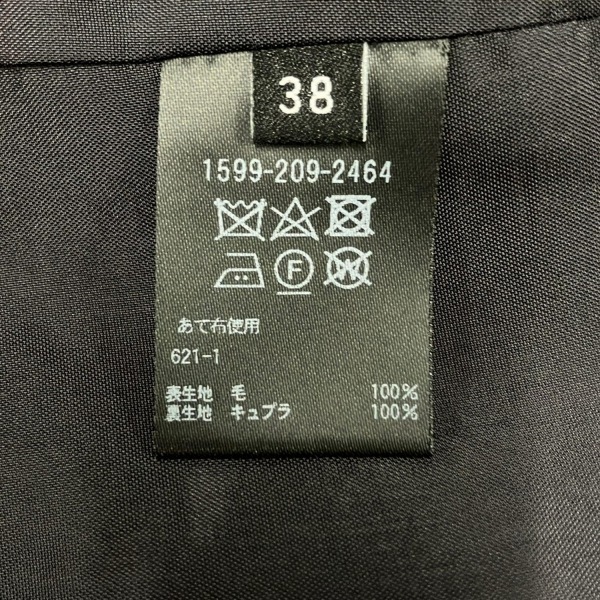 38
1599-209-2464
F W
あて布使用
621-1
表生地 毛 100%
裏生地 キュプラ 100%